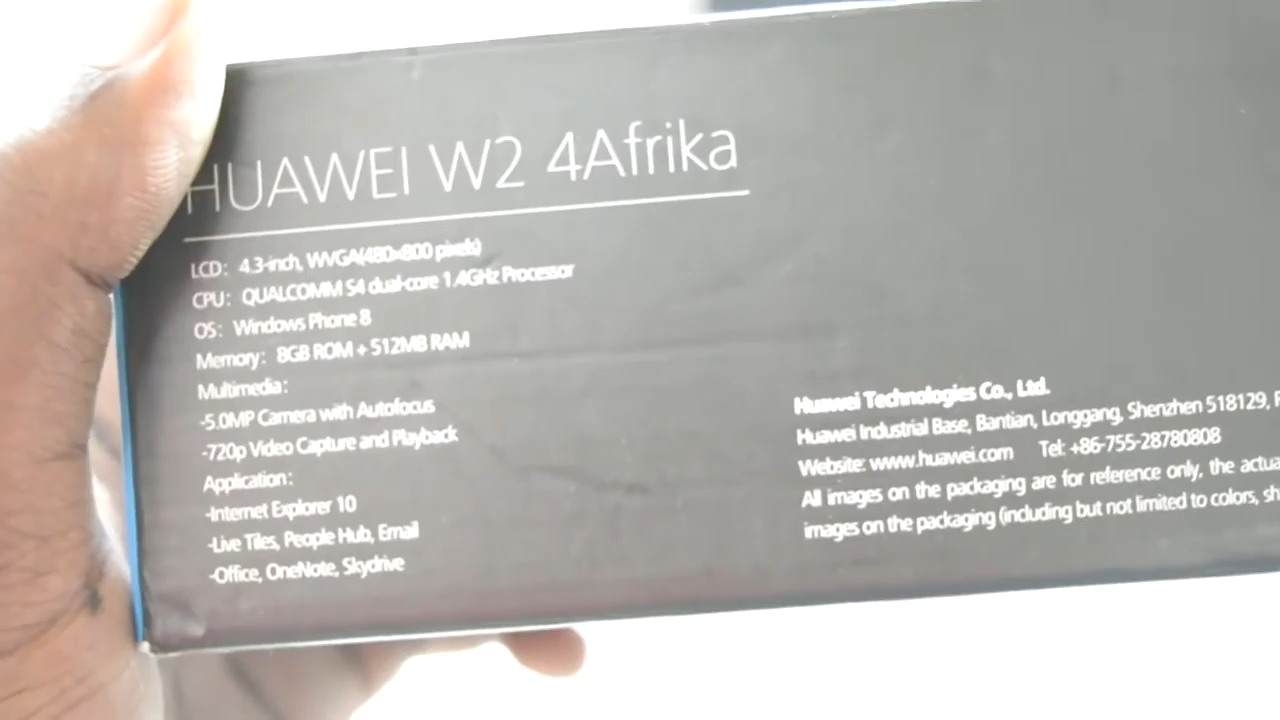 HUAWEI W2 4Afrika
LCD: 4.3-inch, WVGA(480×800 pixels)
CPU: QUALCOMM S4 dual-core 1.4GHz Processor
OS: Windows Phone 8
Memory: 8GB ROM + 512MB RAM
Multimedia:
-5.0MP Camera with Autofocus
-720p Video Capture and Playback
Application:
-Internet Explorer 10
-Live Tiles, People Hub, Email
-Office, OneNote, Skydrive
Huawei Technologies Co., Ltd.
Huawei Industrial Base, Bantian, Longgang, Shenzhen 518129,
Website: www.huawei.com Tel: +86-755-28780808
All images on the packaging are for reference only, the
images on the packaging (including but not limited to colors,